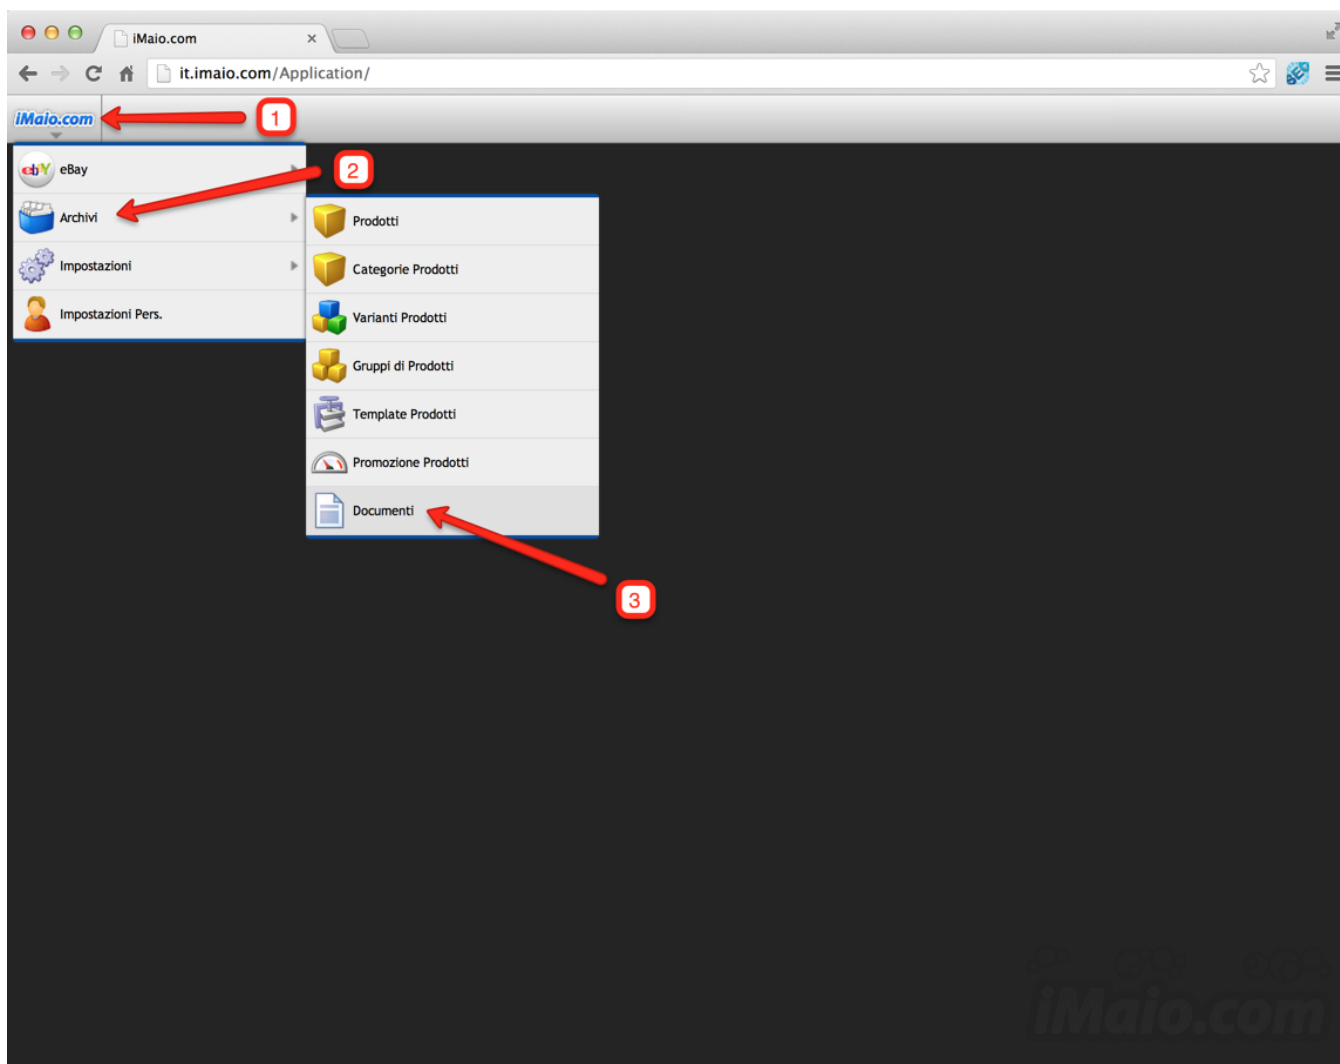 iMaio.com
it.imaio.com/Application/
iMaio.com
1
eBay
2
Archivi
Prodotti
Impostazioni
Categorie Prodotti
Impostazioni Pers.
Varianti Prodotti
Gruppi di Prodotti
Template Prodotti
Promozione Prodotti
Documenti
3
iMaio.com